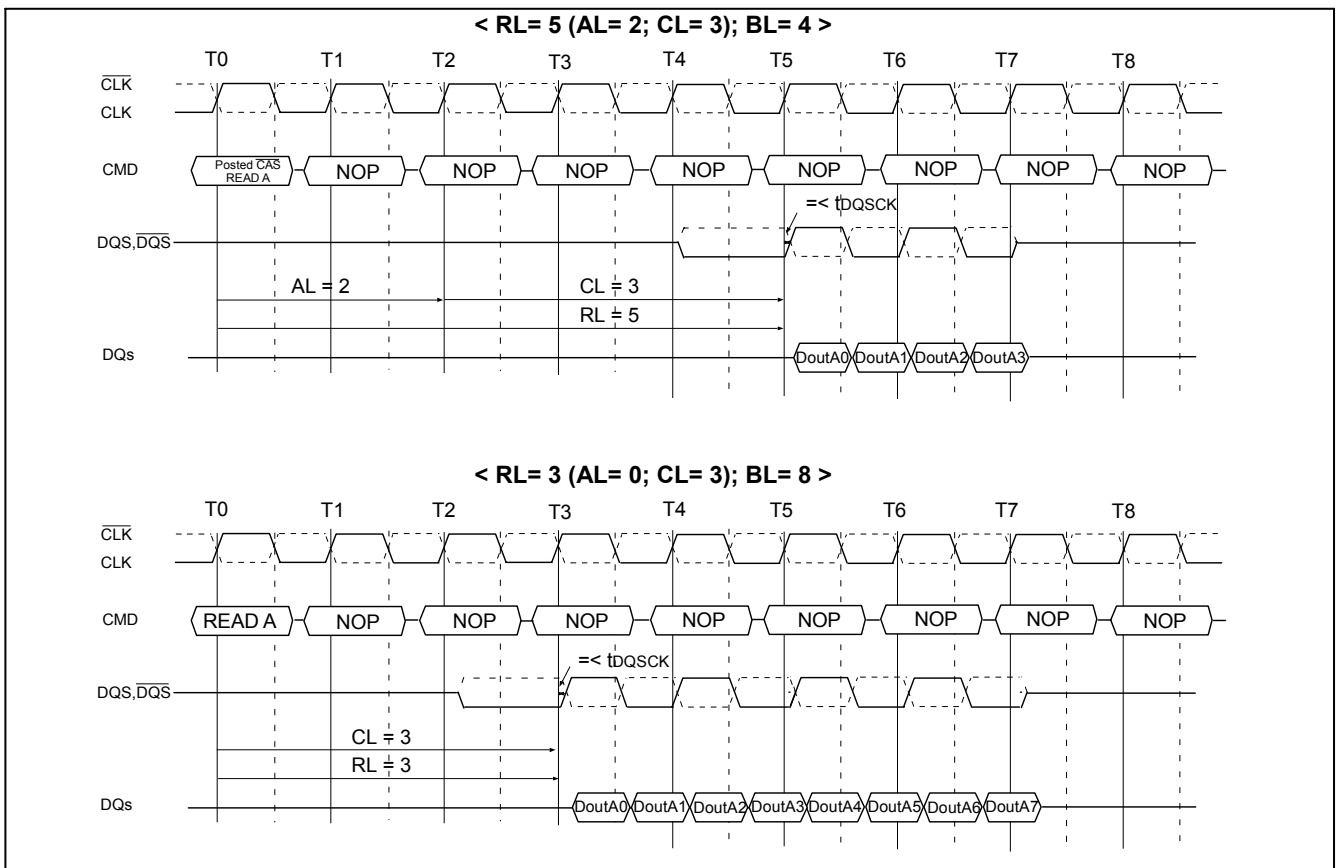 < RL= 5 (AL= 2; CL= 3); BL= 4 >
T0 T1 T2 T3 T4 T5 T6 T7 T8
CLK
CLK
CMD Posted CAS READ A NOP NOP NOP NOP NOP NOP NOP NOP
=< tDQSCK
DQS,DQS
AL = 2 CL = 3
RL = 5
DQs DoutA0 DoutA1 DoutA2 DoutA3
< RL= 3 (AL= 0; CL= 3); BL= 8 >
T0 T1 T2 T3 T4 T5 T6 T7 T8
CLK
CLK
CMD READ A NOP NOP NOP NOP NOP NOP NOP NOP
=< tDQSCK
DQS,DQS
CL = 3
RL = 3
DQs DoutA0 DoutA1 DoutA2 DoutA3 DoutA4 DoutA5 DoutA6 DoutA7